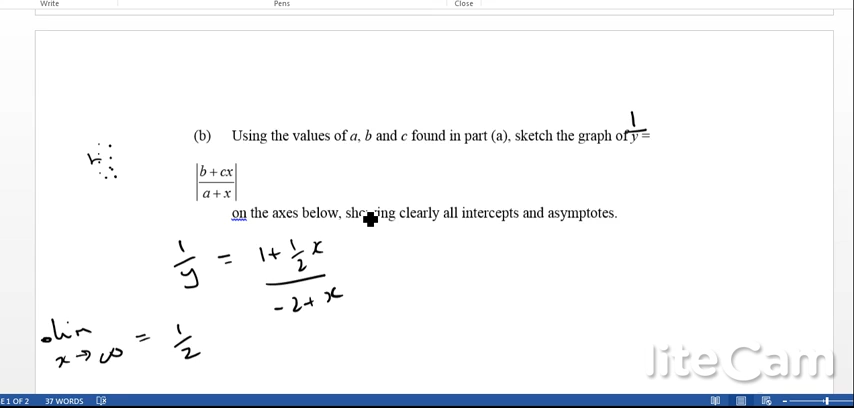 Write Pens Close
(b) Using the values of a, b and c found in part (a), sketch the graph of 1/y =
|b + cx / a + x|
on the axes below, showing clearly all intercepts and asymptotes.
1/y = 1 + 1/2 x / -2 + x
lim x → ∞ = 1/2
liteCam
E 1 OF 2 37 WORDS